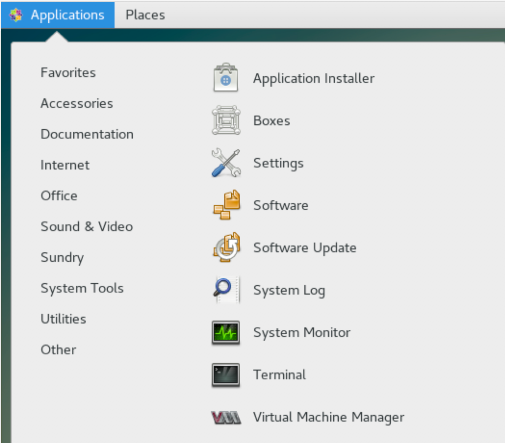 Applications Places
Favorites
Accessories
Documentation
Internet
Office
Sound & Video
Sundry
System Tools
Utilities
Other
Application Installer
Boxes
Settings
Software
Software Update
System Log
System Monitor
Terminal
Virtual Machine Manager